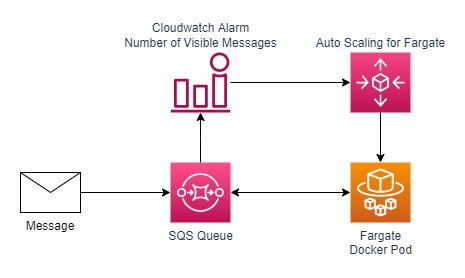 Cloudwatch Alarm
Number of Visible Messages
Auto Scaling for Fargate
Message
SQS Queue
Fargate
Docker Pod